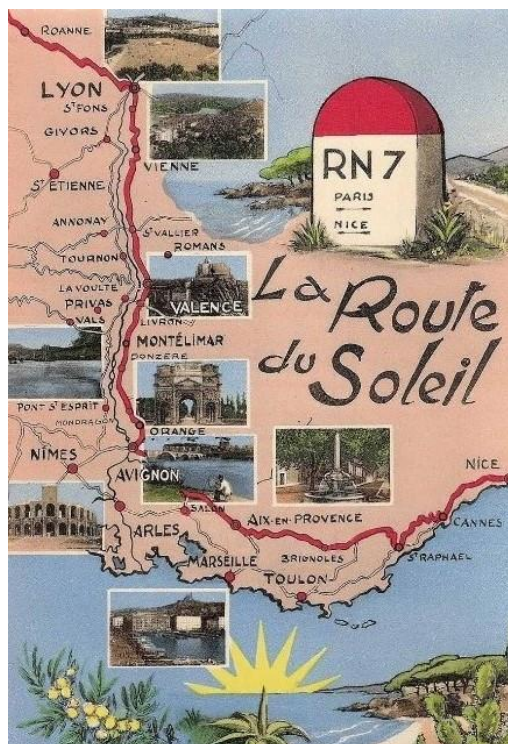 ROANNE
LYON
ST FONS
GIVORS
VIENNE
ST ETIENNE
ANNONAY
ST VALLIER
ROMANS
TOURNON
LA VOULTE
PRIVAS
VALS
VALENCE
LIVRON
MONTÉLIMAR
DONZÈRE
PONT ST ESPRIT
MONDRAGON
ORANGE
NÎMES
AVIGNON
SALON
ARLES
AIX-EN-PROVENCE
MARSEILLE
BRIGNOLES
TOULON
ST RAPHAEL
CANNES
NICE
RN 7
PARIS
NICE
La Route
du Soleil